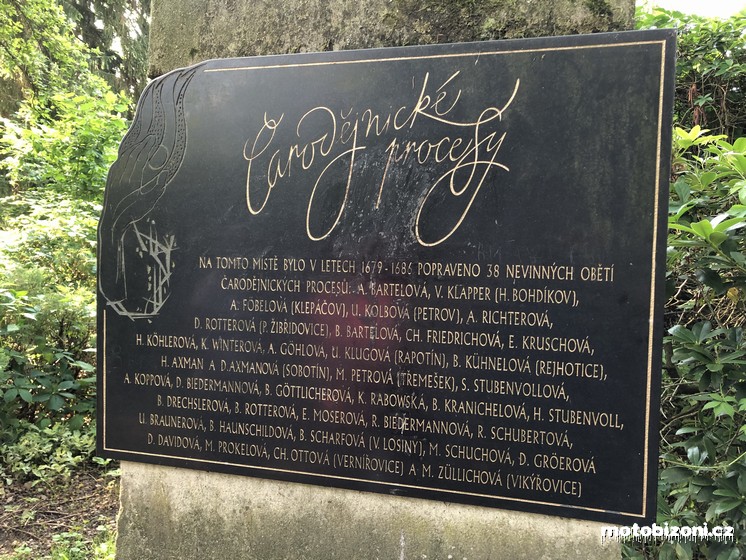 Čarodějnické
procesy
NA TOMTO MÍSTĚ BYLO V LETECH 1679-1686 POPRAVENO 38 NEVINNÝCH OBĚTÍ
ČARODĚJNICKÝCH PROCESŮ: A. BARTELOVÁ, V. KLAPPER (H. BOHDÍKOV),
A. FÖBELOVÁ (KLEPÁČOV), U. KOLBOVÁ (PETROV), A. RICHTEROVÁ,
D. ROTTEROVÁ (P. ŽIBŘIDOVICE), B. BARTELOVÁ, CH. FRIEDRICHOVÁ, E. KRUSCHOVÁ,
H. KÖHLEROVÁ, K. WINTEROVÁ, A. GÖHLOVÁ, U. KLUGOVÁ (RAPOTÍN), B. KÜHNELOVÁ (REJHOTICE),
H. AXMAN A D.AXMANOVÁ (SOBOTÍN), M. PETROVÁ (TŘEMEŠEK), S. STUBENVOLLOVÁ,
A. KOPPOVÁ, D. BIEDERMANNOVÁ, B. GÖTTLICHEROVÁ, K. RABOWSKÁ, B. KRANICHELOVÁ, H. STUBENVOLL,
B. DRECHSLEROVÁ, B. ROTTEROVÁ, E. MOSEROVÁ, R. BIEDERMANNOVÁ, R. SCHUBERTOVÁ,
U. BRAUNEROVÁ, B. HAUNSCHILDOVÁ, B. SCHARFOVÁ (V. LOSINY), M. SCHUCHOVÁ, D. GRÖEROVÁ
D. DAVIDOVÁ, M. PROKELOVÁ, CH. OTTOVÁ (VERNÍŘOVICE) A M. ZÜLLICHOVÁ (VIKÝŘOVICE)
motobizoni.cz